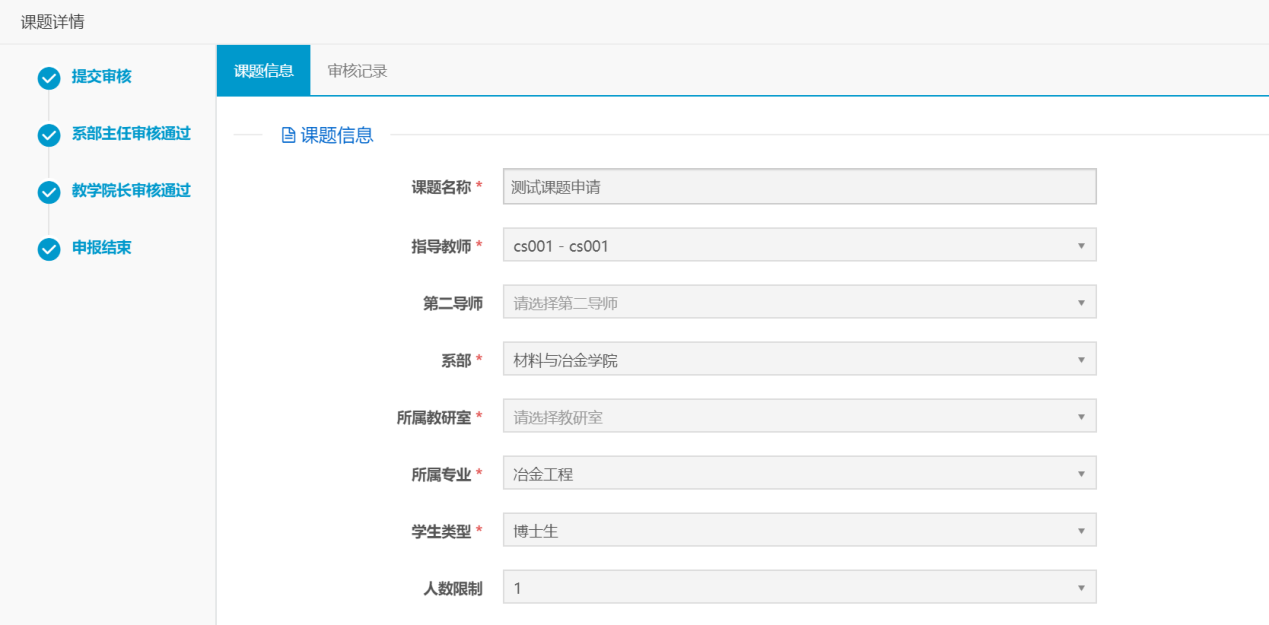 课题详情
提交审核
系部主任审核通过
教学院长审核通过
申报结束
课题信息 审核记录
课题信息
课题名称 * 测试课题申请
指导教师 * cs001 - cs001
第二导师 请选择第二导师
系部 * 材料与冶金学院
所属教研室 * 请选择教研室
所属专业 * 冶金工程
学生类型 * 博士生
人数限制 1